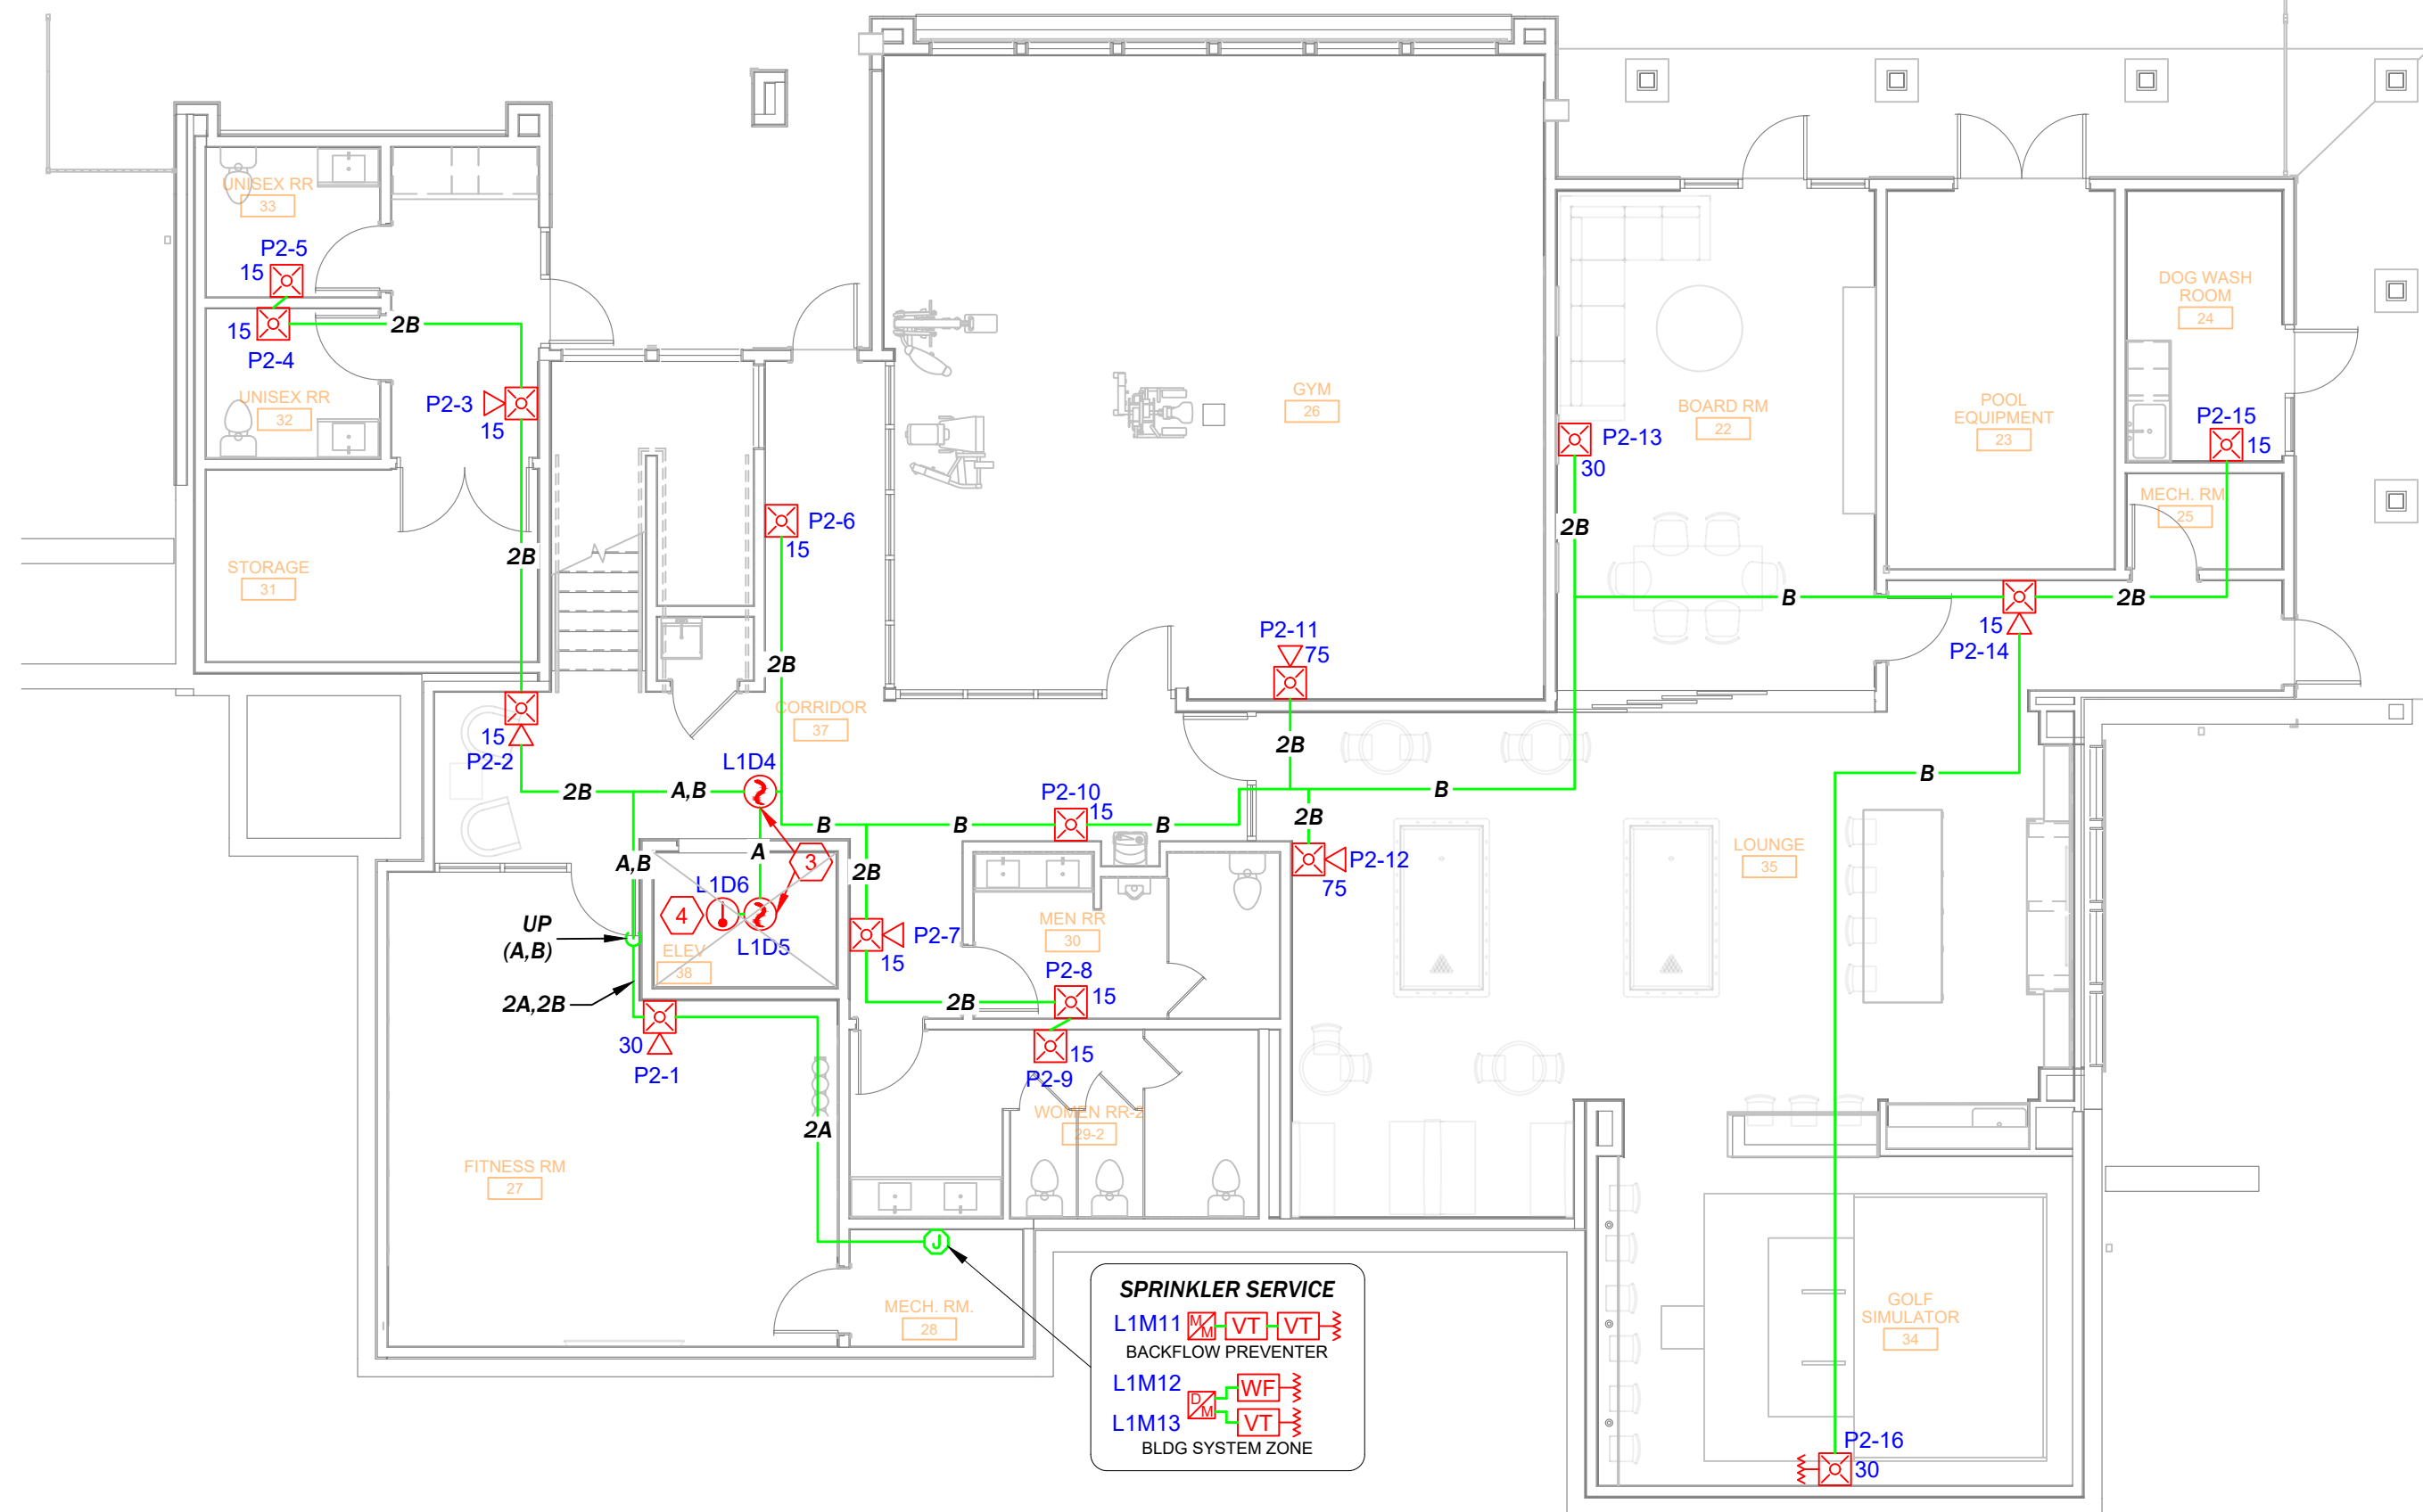 UNISEX RR
33
P2-5
15
15
P2-4
2B
UNISEX RR
32
P2-3
15
2B
STORAGE
31
P2-6
15
2B
GYM
26
BOARD RM
22
P2-13
30
2B
POOL
EQUIPMENT
23
DOG WASH
ROOM
24
P2-15
15
MECH. RM
25
B
2B
15
P2-14
P2-11
75
2B
CORRIDOR
37
15
P2-2
2B
A,B
L1D4
B
B
P2-10
15
B
B
2B
P2-12
75
B
LOUNGE
35
A,B
A
3
L1D6
4
L1D5
ELEV
38
UP
(A,B)
2A,2B
2B
P2-7
15
MEN RR
30
P2-8
15
2B
15
P2-9
30
P2-1
2A
WOMEN RR-2
29-2
FITNESS RM
27
J
MECH. RM.
28
SPRINKLER SERVICE
L1M11 M M VT VT
BACKFLOW PREVENTER
L1M12 D M WF
L1M13 VT
BLDG SYSTEM ZONE
GOLF
SIMULATOR
34
P2-16
30